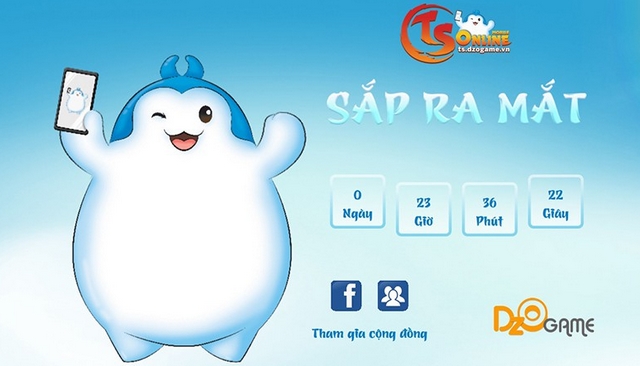 TS ONLINE MOBILE
ts.dzogame.vn
SẮP RA MẮT
0 Ngày
23 Giờ
36 Phút
22 Giây
Tham gia cộng đồng
DZOGAME